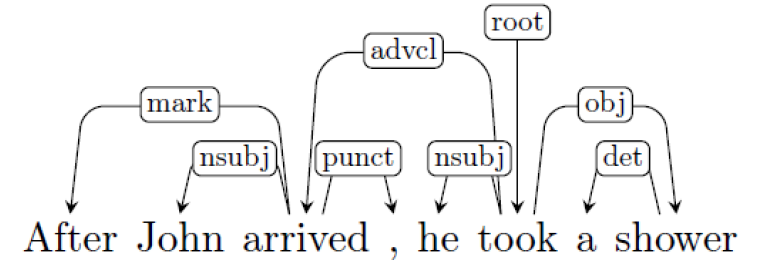 root
advcl
mark obj
nsubj punct nsubj det
After John arrived , he took a shower